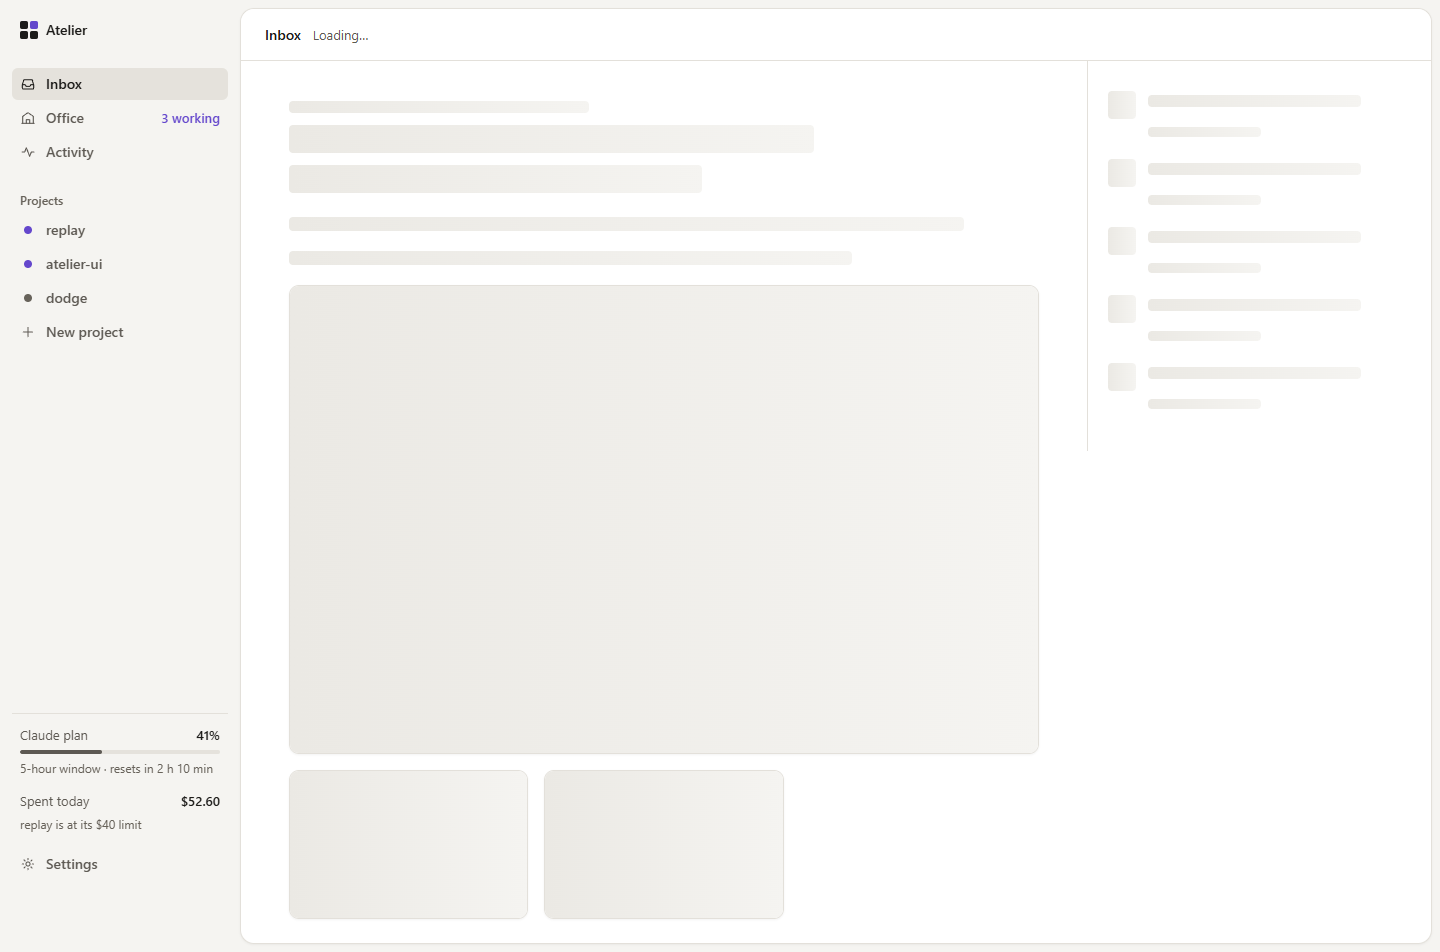 Atelier
Inbox
Office 3 working
Activity
Projects
replay
atelier-ui
dodge
New project
Claude plan 41%
5-hour window · resets in 2 h 10 min
Spent today $52.60
replay is at its $40 limit
Settings
Inbox Loading...